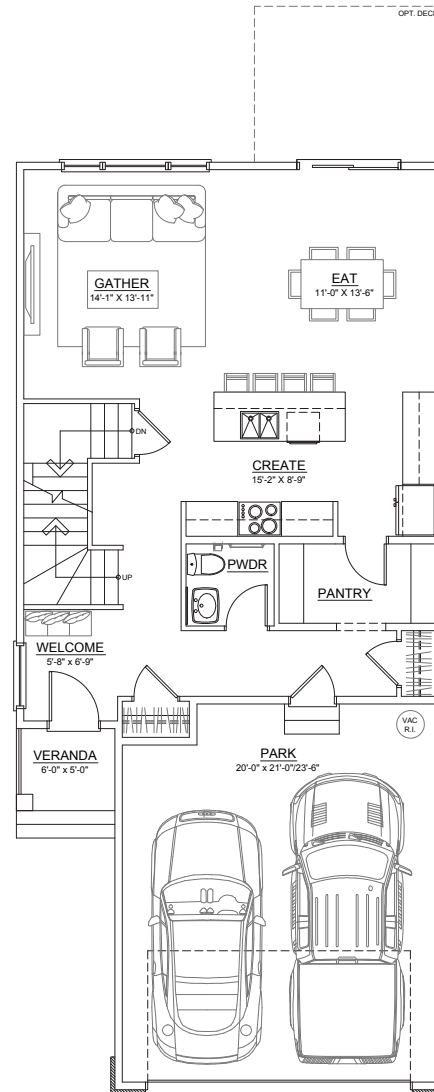 OPT. DEC
GATHER
14'-1" X 13'-11"
EAT
11'-0" X 13'-6"
DN
CREATE
15'-2" X 8'-9"
PWDR
PANTRY
UP
WELCOME
5'-8" x 6'-9"
VAC
R.I.
VERANDA
6'-0" x 5'-0"
PARK
20'-0" x 21'-0"/23'-6"